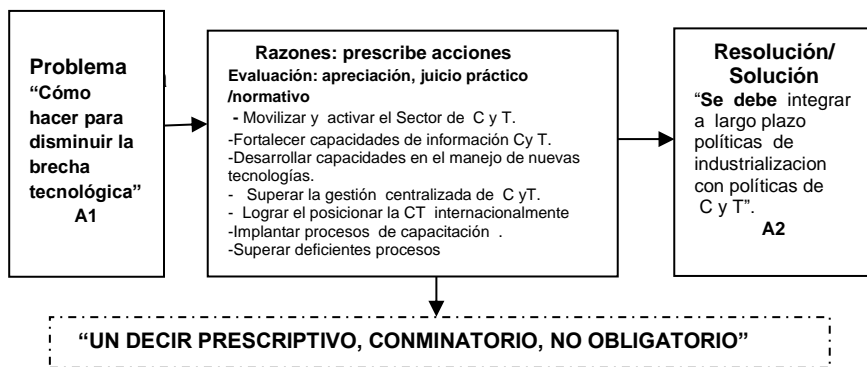 Problema
“Cómo
hacer para
disminuir la
brecha
tecnológica”
A1
Razones: prescribe acciones
Evaluación: apreciación, juicio práctico
/normativo
- Movilizar y activar el Sector de C y T.
-Fortalecer capacidades de información Cy T.
-Desarrollar capacidades en el manejo de nuevas
tecnologías.
- Superar la gestión centralizada de C yT.
- Lograr el posicionar la CT internacionalmente
-Implantar procesos de capacitación .
-Superar deficientes procesos
Resolución/
Solución
“Se debe integrar
a largo plazo
políticas de
industrializacion
con políticas de
C y T”.
A2
“UN DECIR PRESCRIPTIVO, CONMINATORIO, NO OBLIGATORIO”